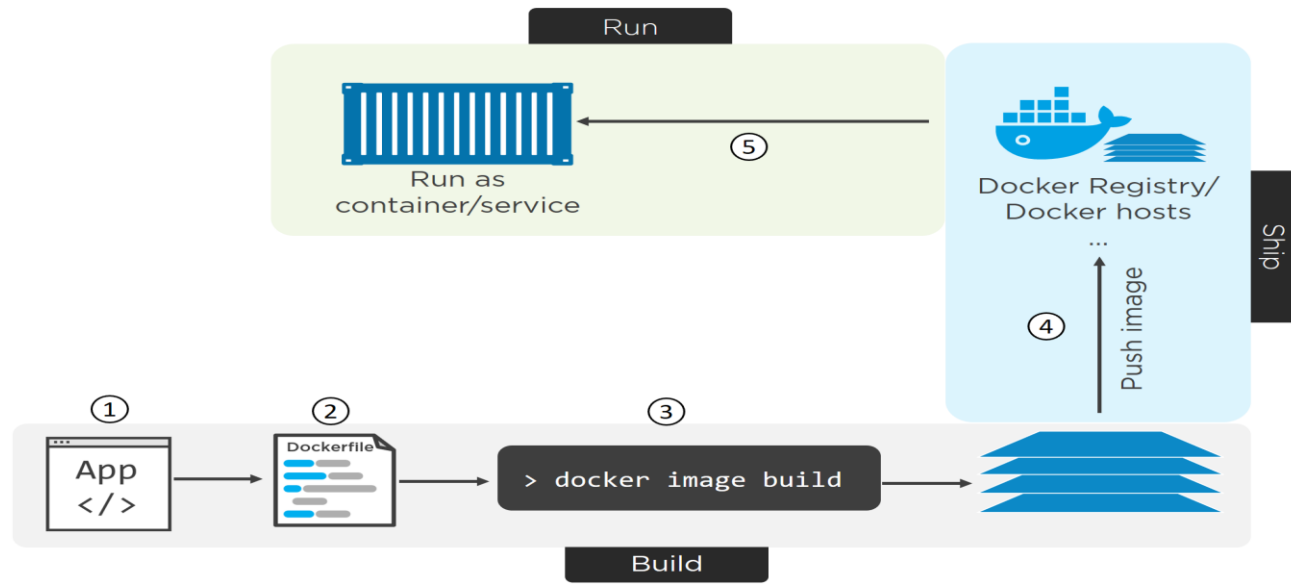 Run
Run as
container/service
5
Docker Registry/
Docker hosts
...
Ship
4
Push image
1
2
3
App
</>
Dockerfile
> docker image build
Build